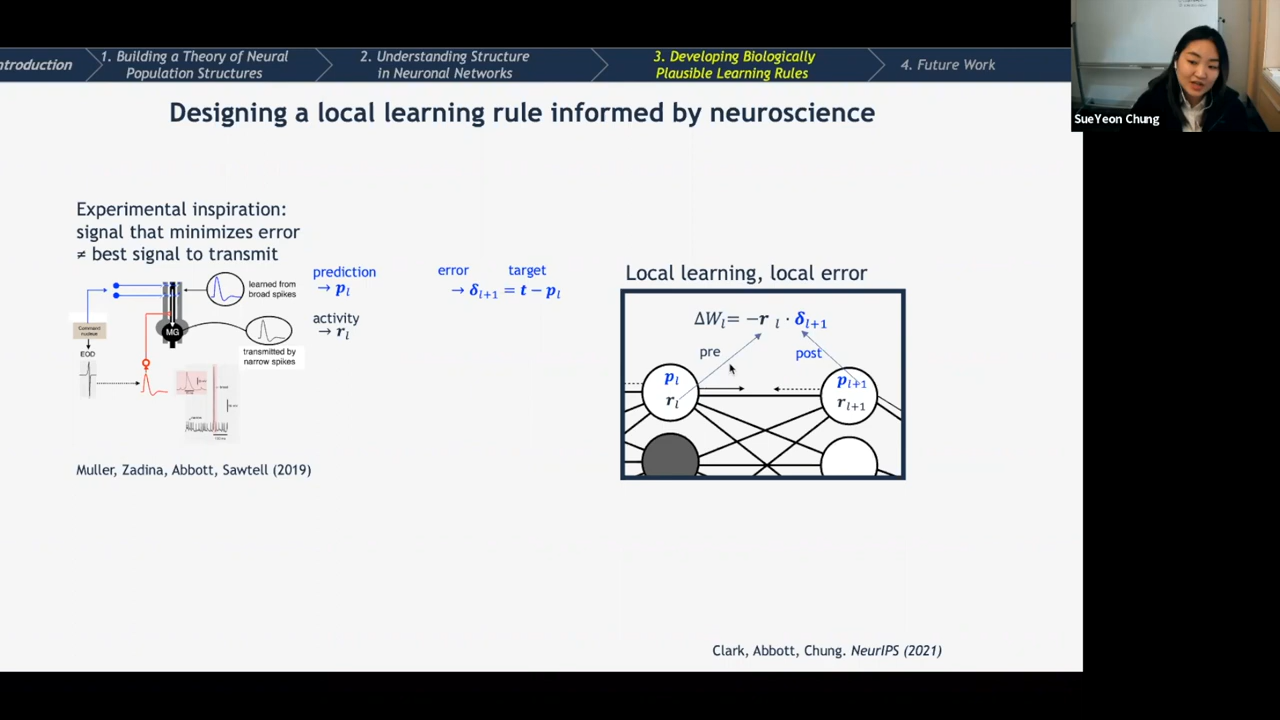 ntroduction
1. Building a Theory of Neural
Population Structures
2. Understanding Structure
in Neuronal Networks
3. Developing Biologically
Plausible Learning Rules
4. Future Work
SueYeon Chung
Designing a local learning rule informed by neuroscience
Experimental inspiration:
signal that minimizes error
≠ best signal to transmit
learned from
broad spikes
MG
Command
nucleus
EOD
transmitted by
narrow spikes
prediction
→ p_l
activity
→ r_l
error target
→ δ_{l+1} = t − p_l
Muller, Zadina, Abbott, Sawtell (2019)
Local learning, local error
ΔW_l = −r_l · δ_{l+1}
pre post
p_l
r_l
p_{l+1}
r_{l+1}
Clark, Abbott, Chung. NeurIPS (2021)